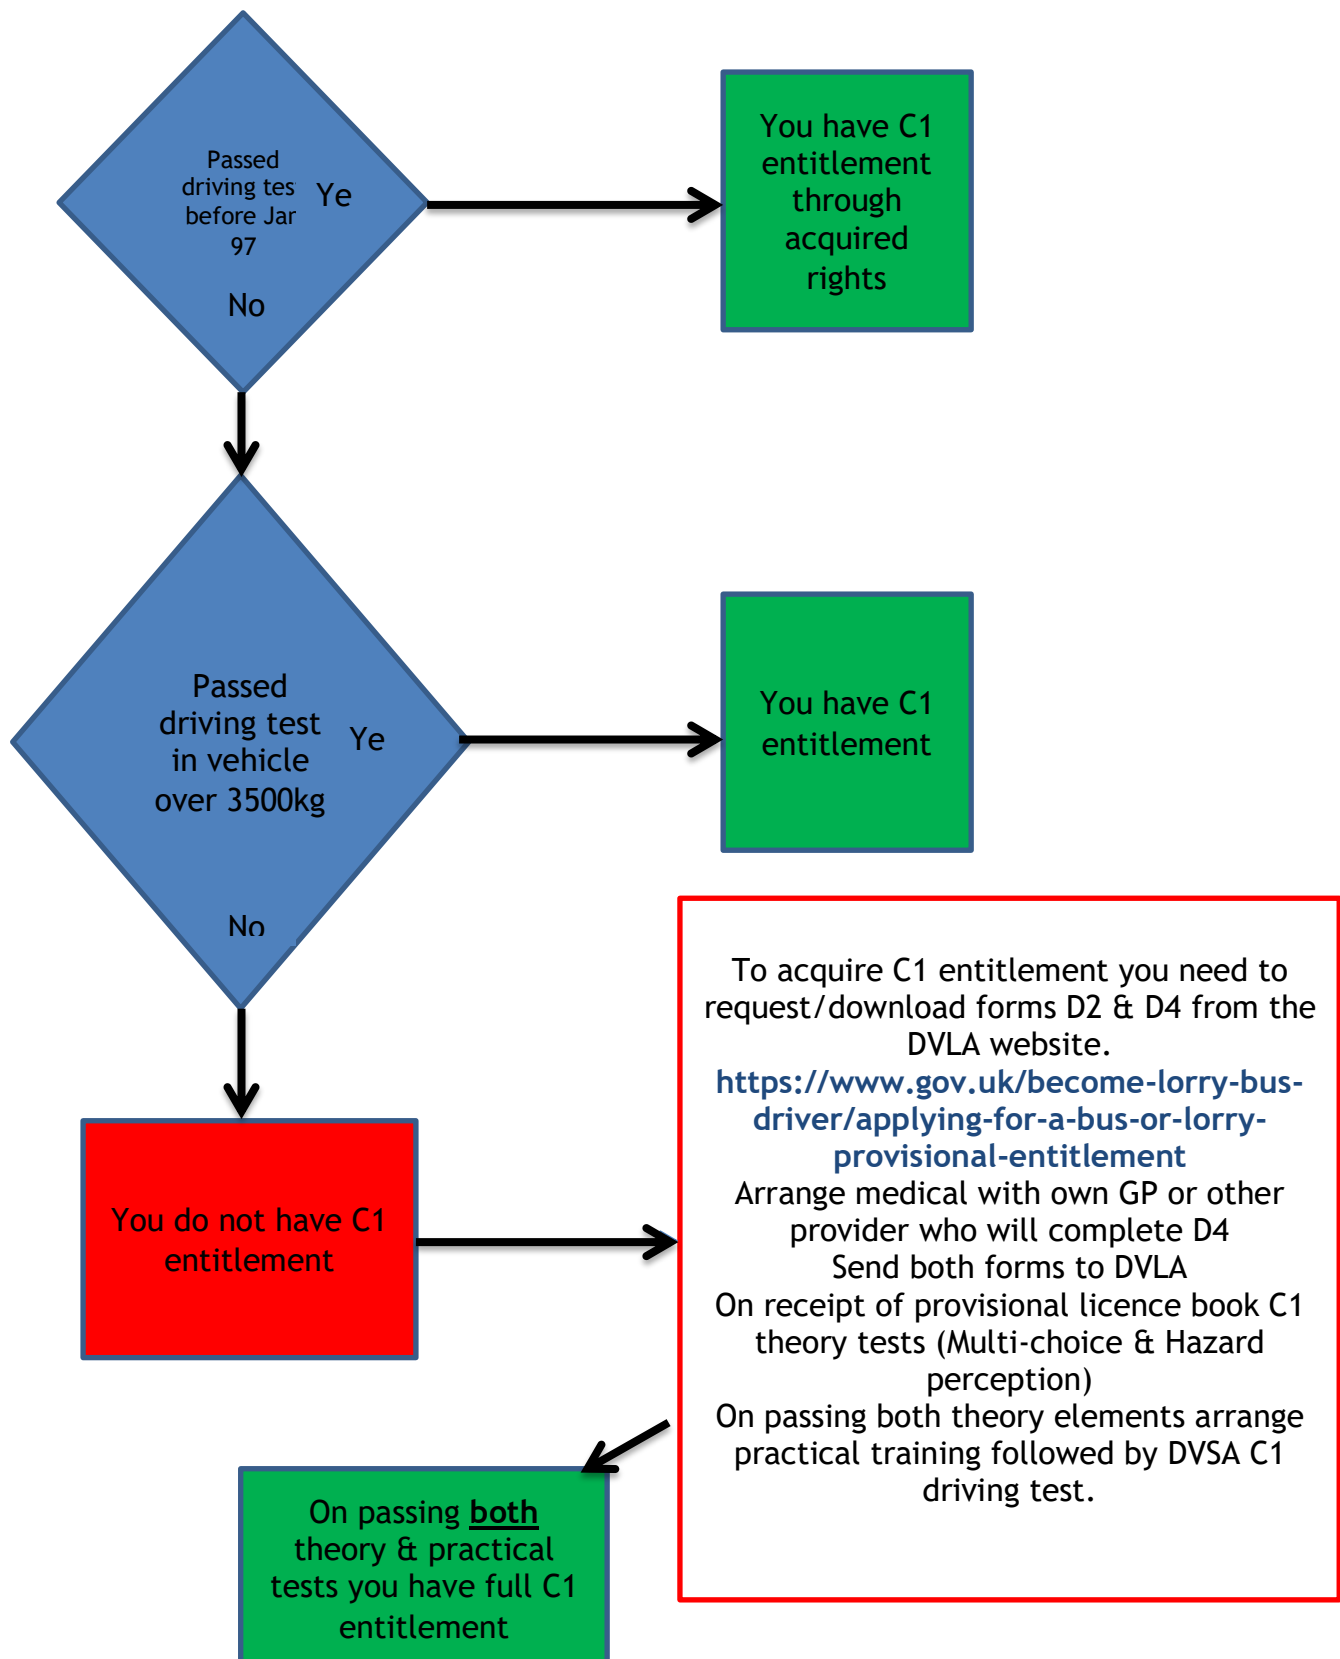 Passed
driving tes
before Jar
97
Ye
No
You have C1
entitlement
through
acquired
rights
Passed
driving test
in vehicle
over 3500kg
Ye
No
You have C1
entitlement
You do not have C1
entitlement
To acquire C1 entitlement you need to
request/download forms D2 & D4 from the
DVLA website.
https://www.gov.uk/become-lorry-bus-
driver/applying-for-a-bus-or-lorry-
provisional-entitlement
Arrange medical with own GP or other
provider who will complete D4
Send both forms to DVLA
On receipt of provisional licence book C1
theory tests (Multi-choice & Hazard
perception)
On passing both theory elements arrange
practical training followed by DVSA C1
driving test.
On passing both
theory & practical
tests you have full C1
entitlement